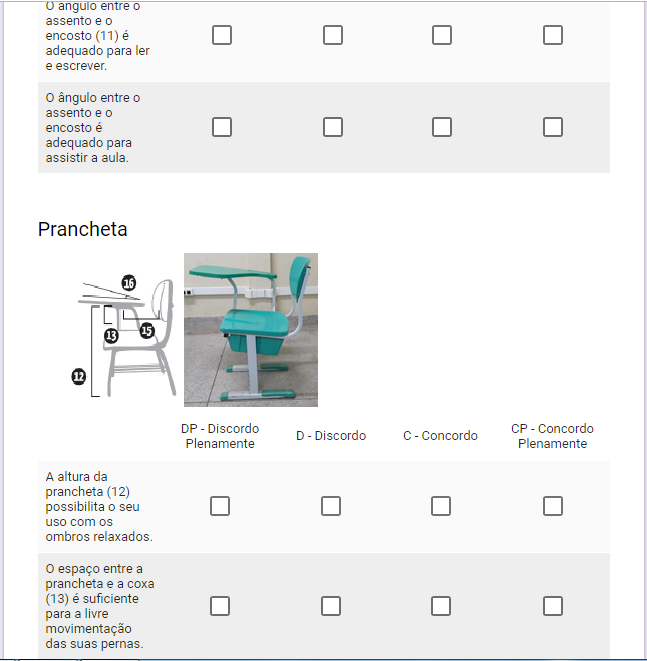 O ângulo entre o
assento e o
encosto (11) é
adequado para ler
e escrever.
O ângulo entre o
assento e o
encosto é
adequado para
assistir a aula.
Prancheta
16
13
15
12
DP - Discordo
Plenamente
D - Discordo
C - Concordo
CP - Concordo
Plenamente
A altura da
prancheta (12)
possibilita o seu
uso com os
ombros relaxados.
O espaço entre a
prancheta e a coxa
(13) é suficiente
para a livre
movimentação
das suas pernas.